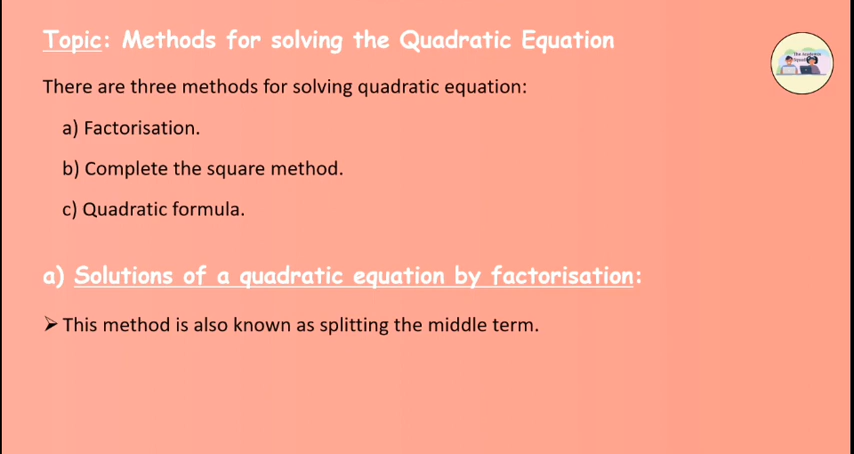 Topic: Methods for solving the Quadratic Equation
There are three methods for solving quadratic equation:
a) Factorisation.
b) Complete the square method.
c) Quadratic formula.
a) Solutions of a quadratic equation by factorisation:
➢ This method is also known as splitting the middle term.